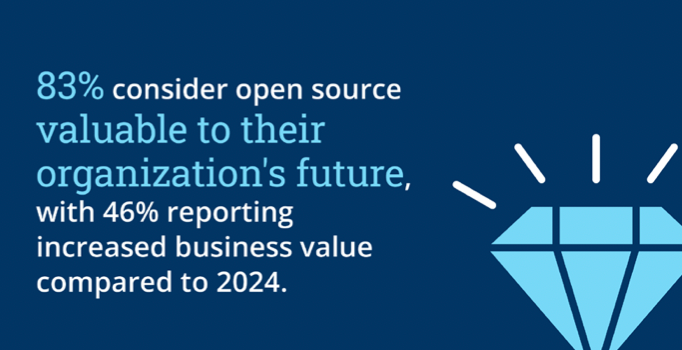 83% consider open source
valuable to their
organization's future,
with 46% reporting
increased business value
compared to 2024.